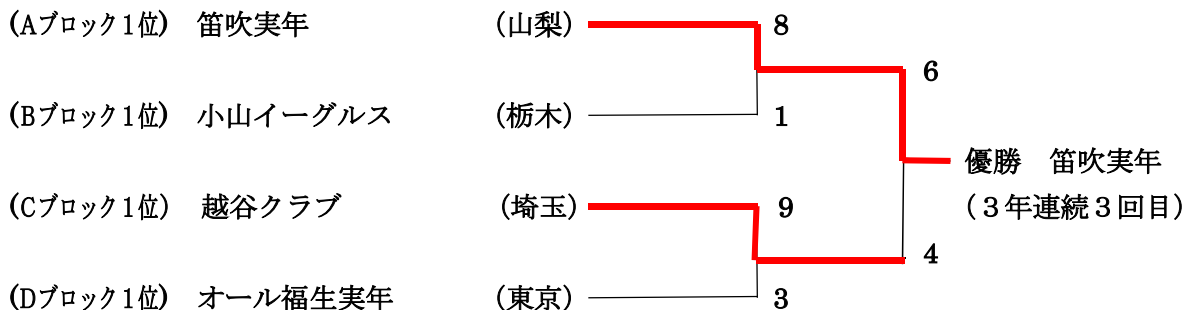 (Aブロック１位)　笛吹実年　(山梨)　８
６
(Bブロック１位)　小山イーグルス　(栃木)　１
優勝　笛吹実年
(Cブロック１位)　越谷クラブ　(埼玉)　９
(３年連続３回目)
４
(Dブロック１位)　オール福生実年　(東京)　３